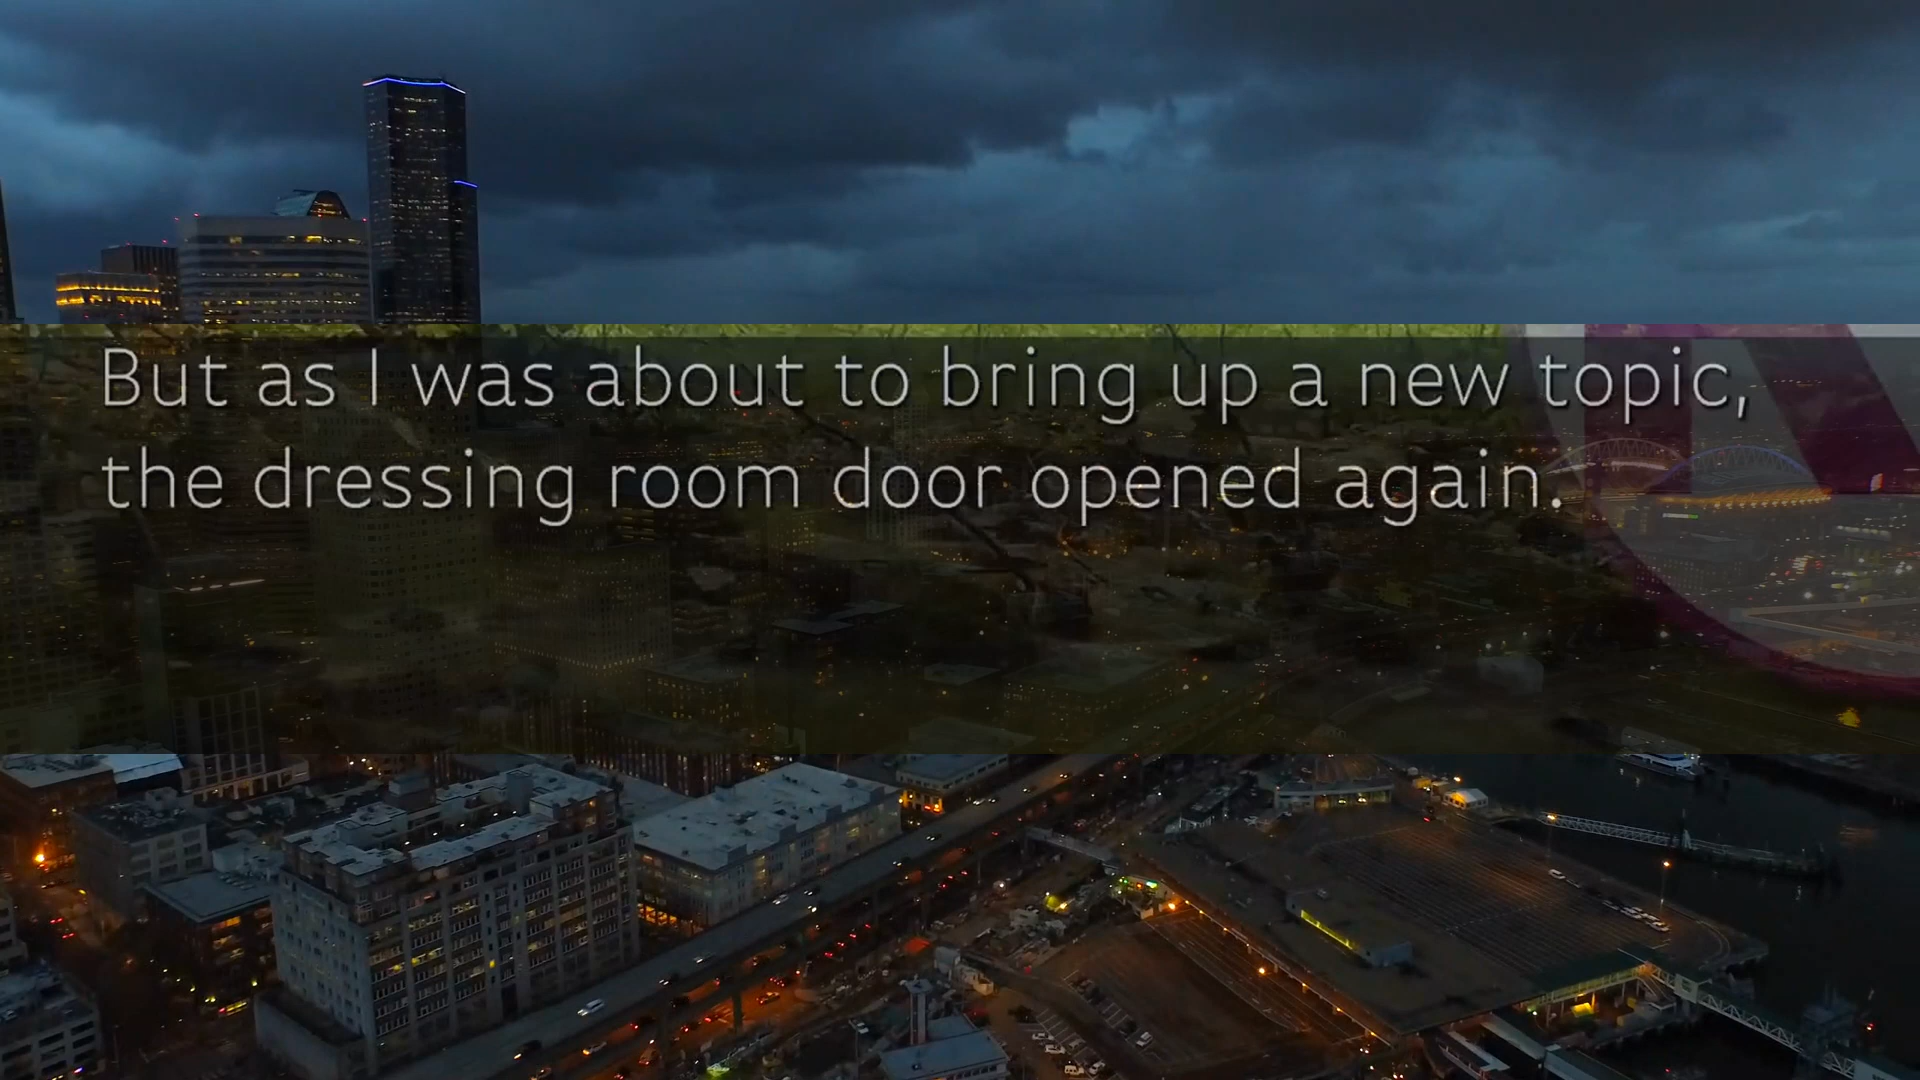 But as I was about to bring up a new topic,
the dressing room door opened again.